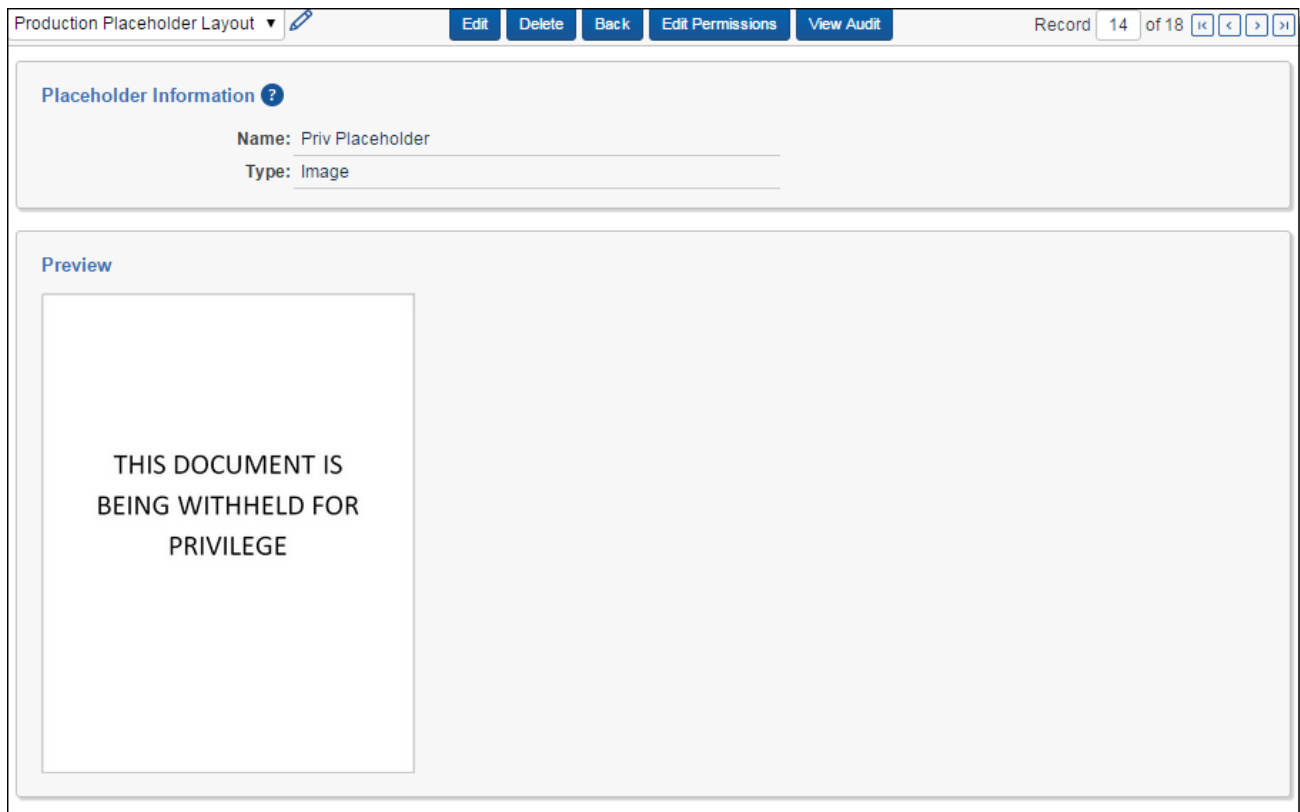 Production Placeholder Layout ▼ Edit Delete Back Edit Permissions View Audit Record 14 of 18
Placeholder Information ?
Name: Priv Placeholder
Type: Image
Preview
THIS DOCUMENT IS
BEING WITHHELD FOR
PRIVILEGE